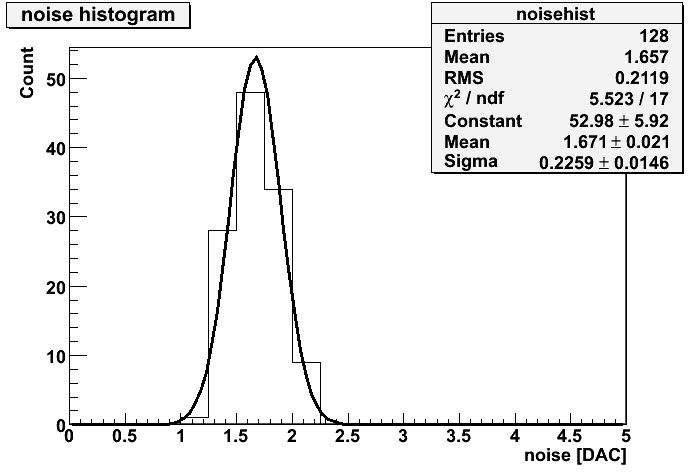 noise histogram
noisehist
Entries 128
Mean 1.657
RMS 0.2119
χ² / ndf 5.523 / 17
Constant 52.98 ± 5.92
Mean 1.671 ± 0.021
Sigma 0.2259 ± 0.0146
Count
50
40
30
20
10
0
0 0.5 1 1.5 2 2.5 3 3.5 4 4.5 5
noise [DAC]